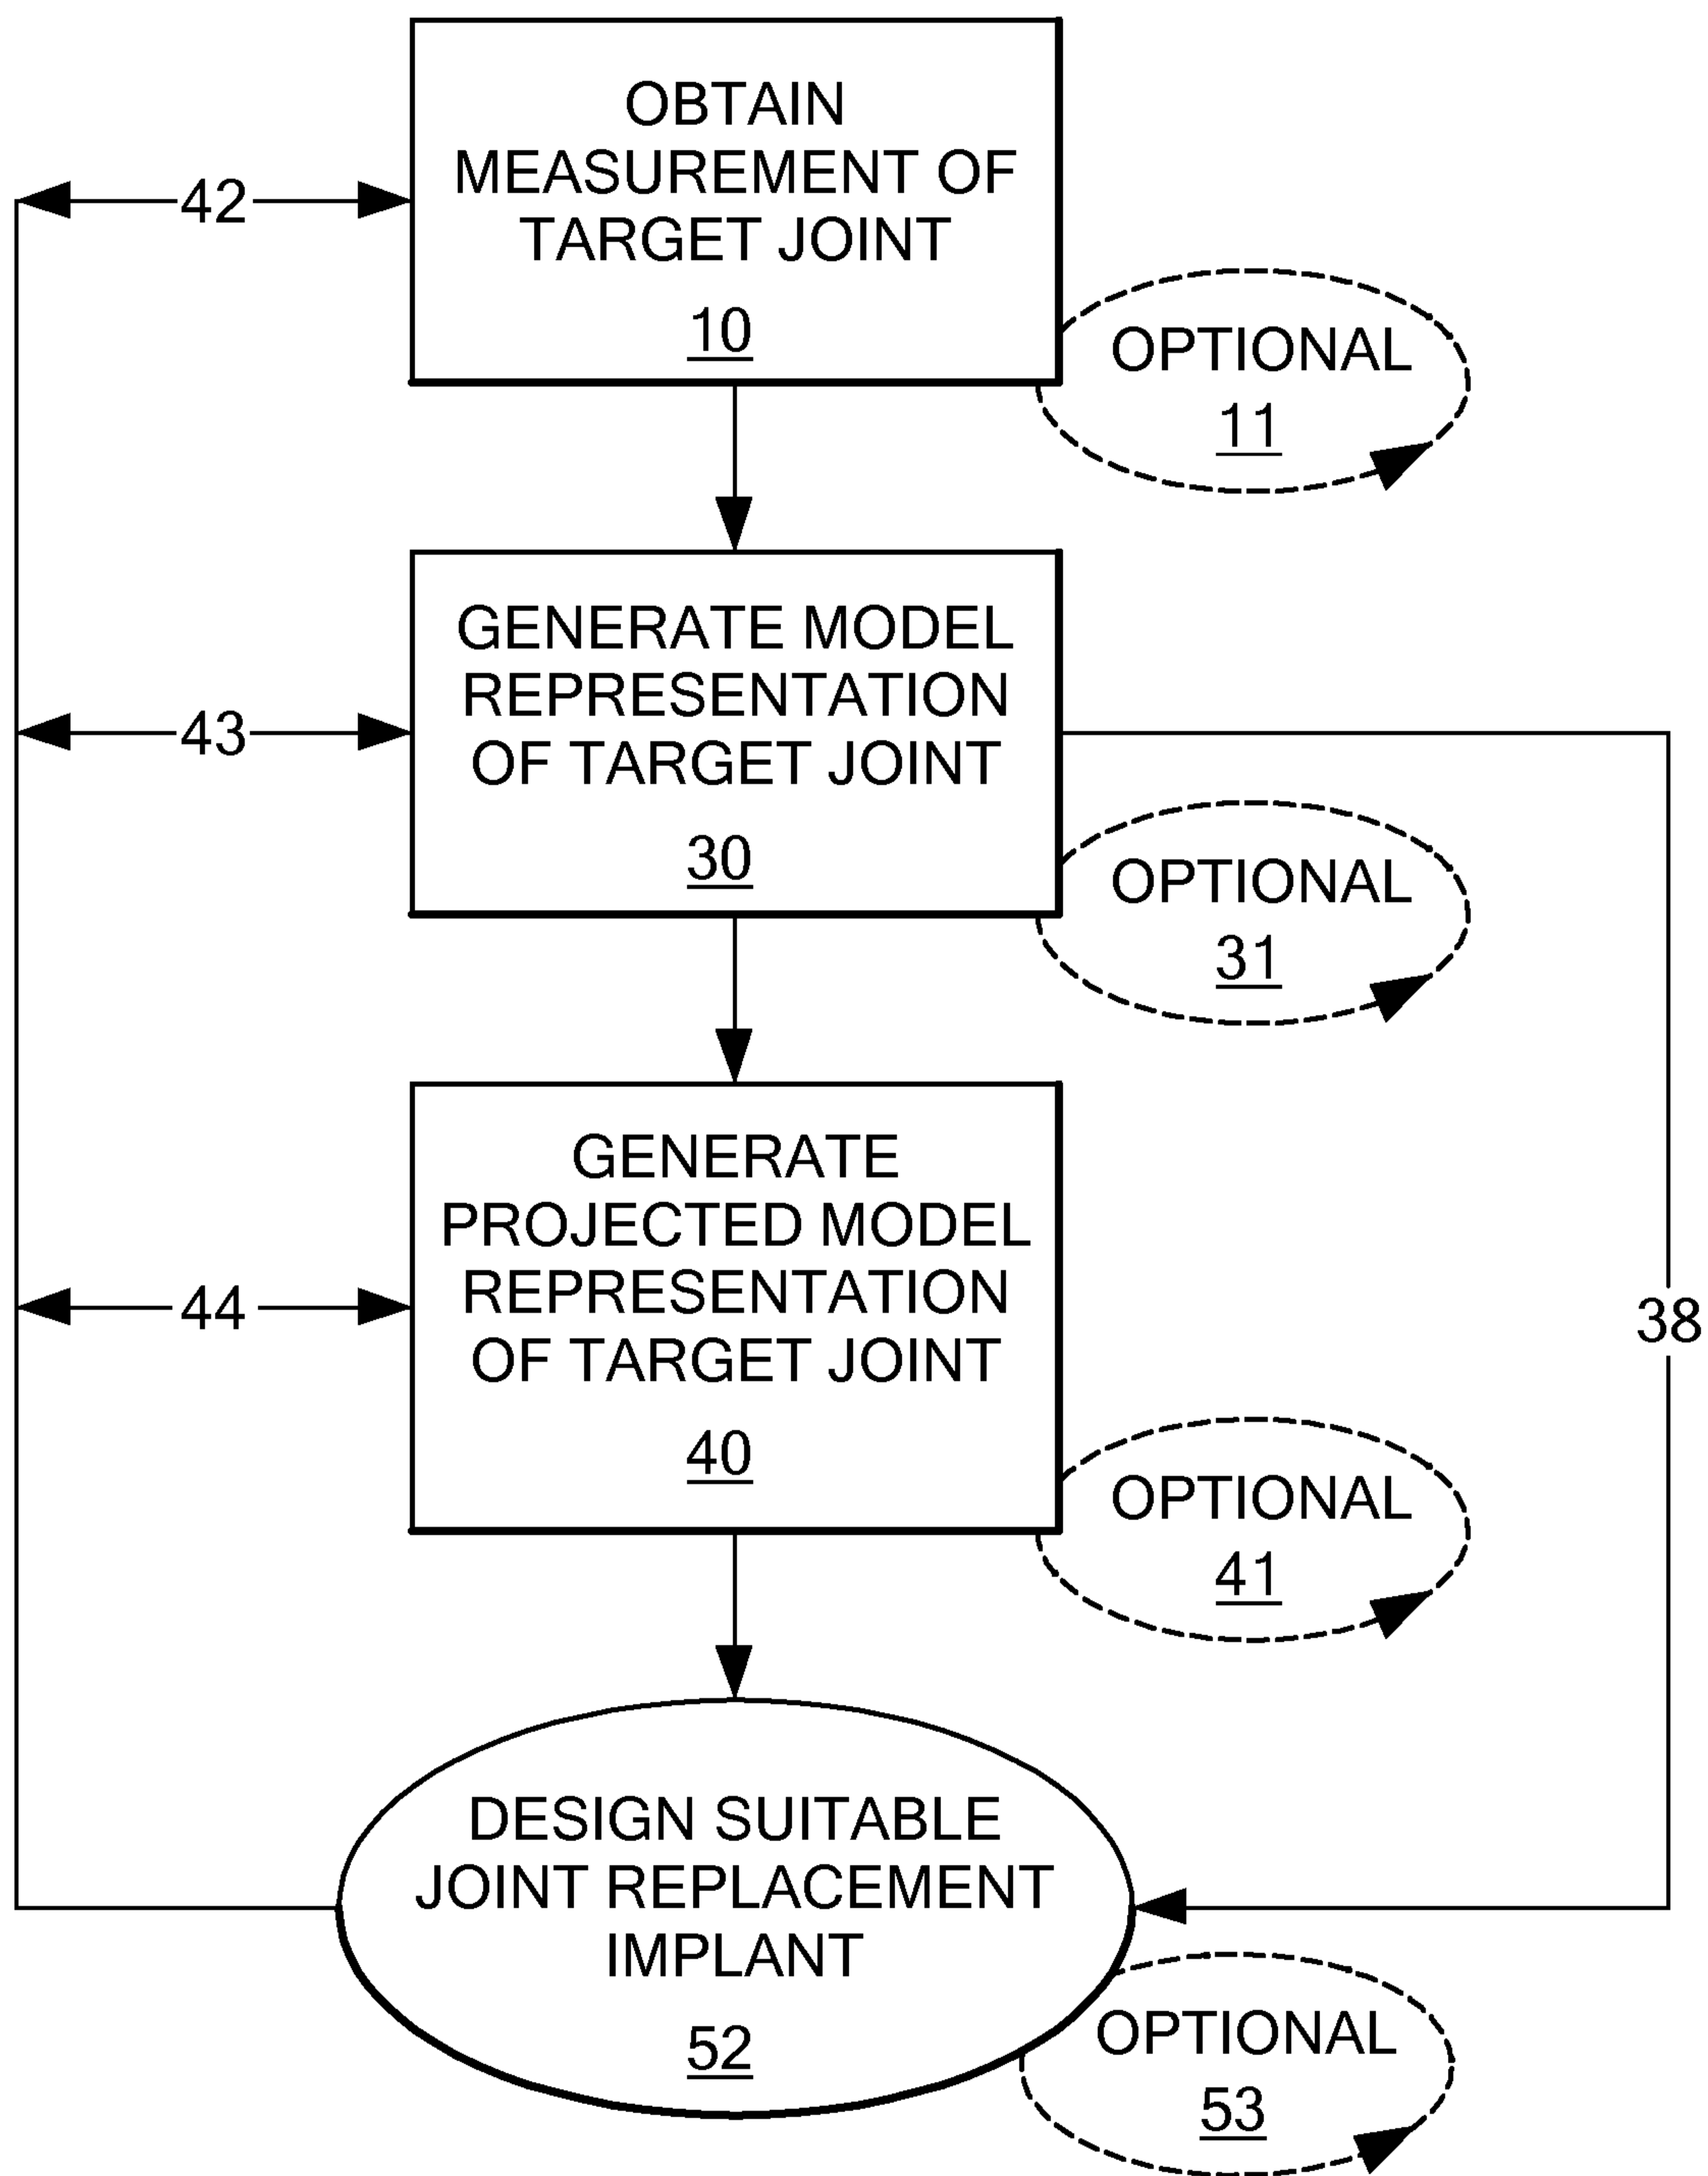 OBTAIN
MEASUREMENT OF
TARGET JOINT
10
42
OPTIONAL
11
GENERATE MODEL
REPRESENTATION
OF TARGET JOINT
30
43
OPTIONAL
31
GENERATE
PROJECTED MODEL
REPRESENTATION
OF TARGET JOINT
40
44
38
OPTIONAL
41
DESIGN SUITABLE
JOINT REPLACEMENT
IMPLANT
52
OPTIONAL
53